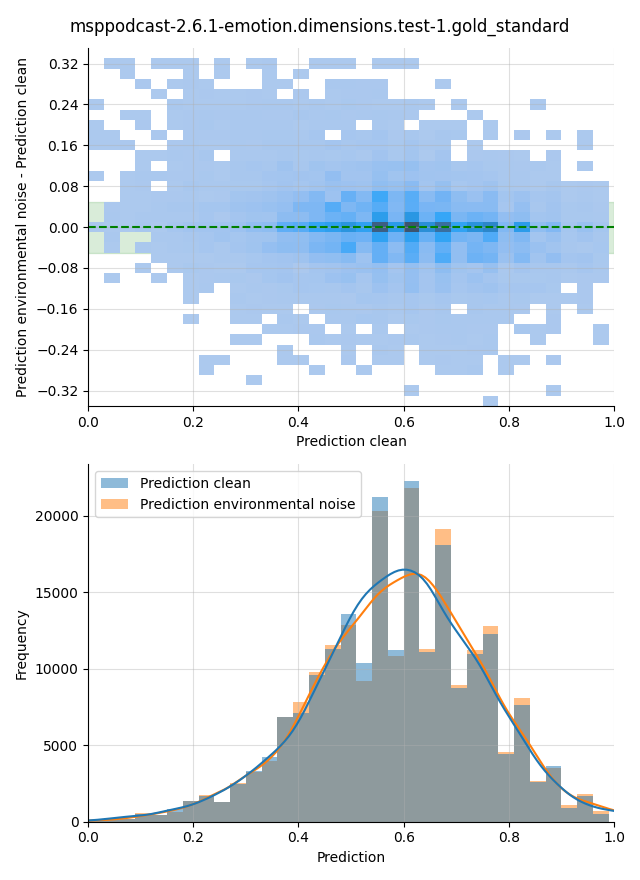 msppodcast-2.6.1-emotion.dimensions.test-1.gold_standard
Prediction environmental noise - Prediction clean
0.32
0.24
0.16
0.08
0.00
−0.08
−0.16
−0.24
−0.32
0.0 0.2 0.4 0.6 0.8 1.0
Prediction clean
Prediction clean
Prediction environmental noise
Frequency
20000
15000
10000
5000
0
0.0 0.2 0.4 0.6 0.8 1.0
Prediction